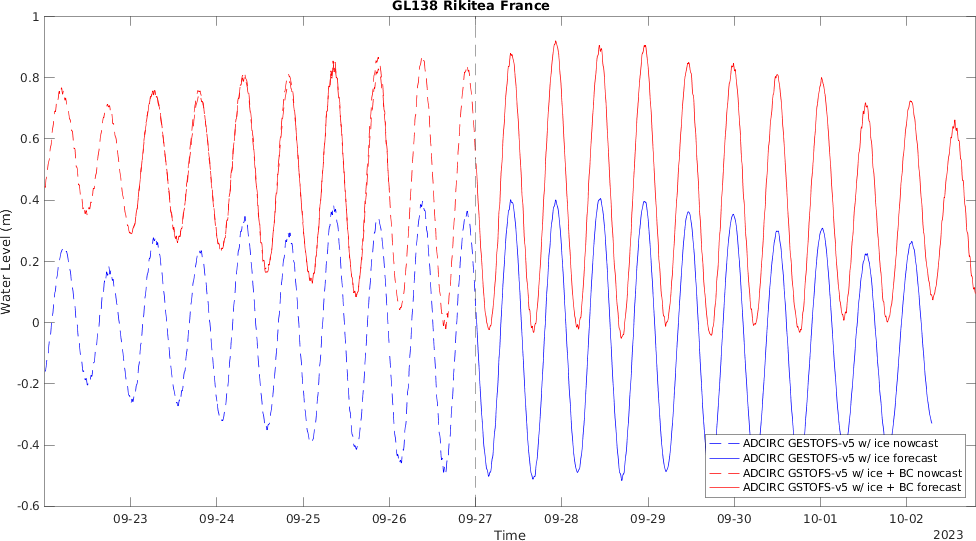 GL138 Rikitea France
Water Level (m)
1
0.8
0.6
0.4
0.2
0
-0.2
-0.4
-0.6
ADCIRC GESTOFS-v5 w/ ice nowcast
ADCIRC GESTOFS-v5 w/ ice forecast
ADCIRC GSTOFS-v5 w/ ice + BC nowcast
ADCIRC GSTOFS-v5 w/ ice + BC forecast
09-23 09-24 09-25 09-26 09-27 09-28 09-29 09-30 10-01 10-02
Time
2023